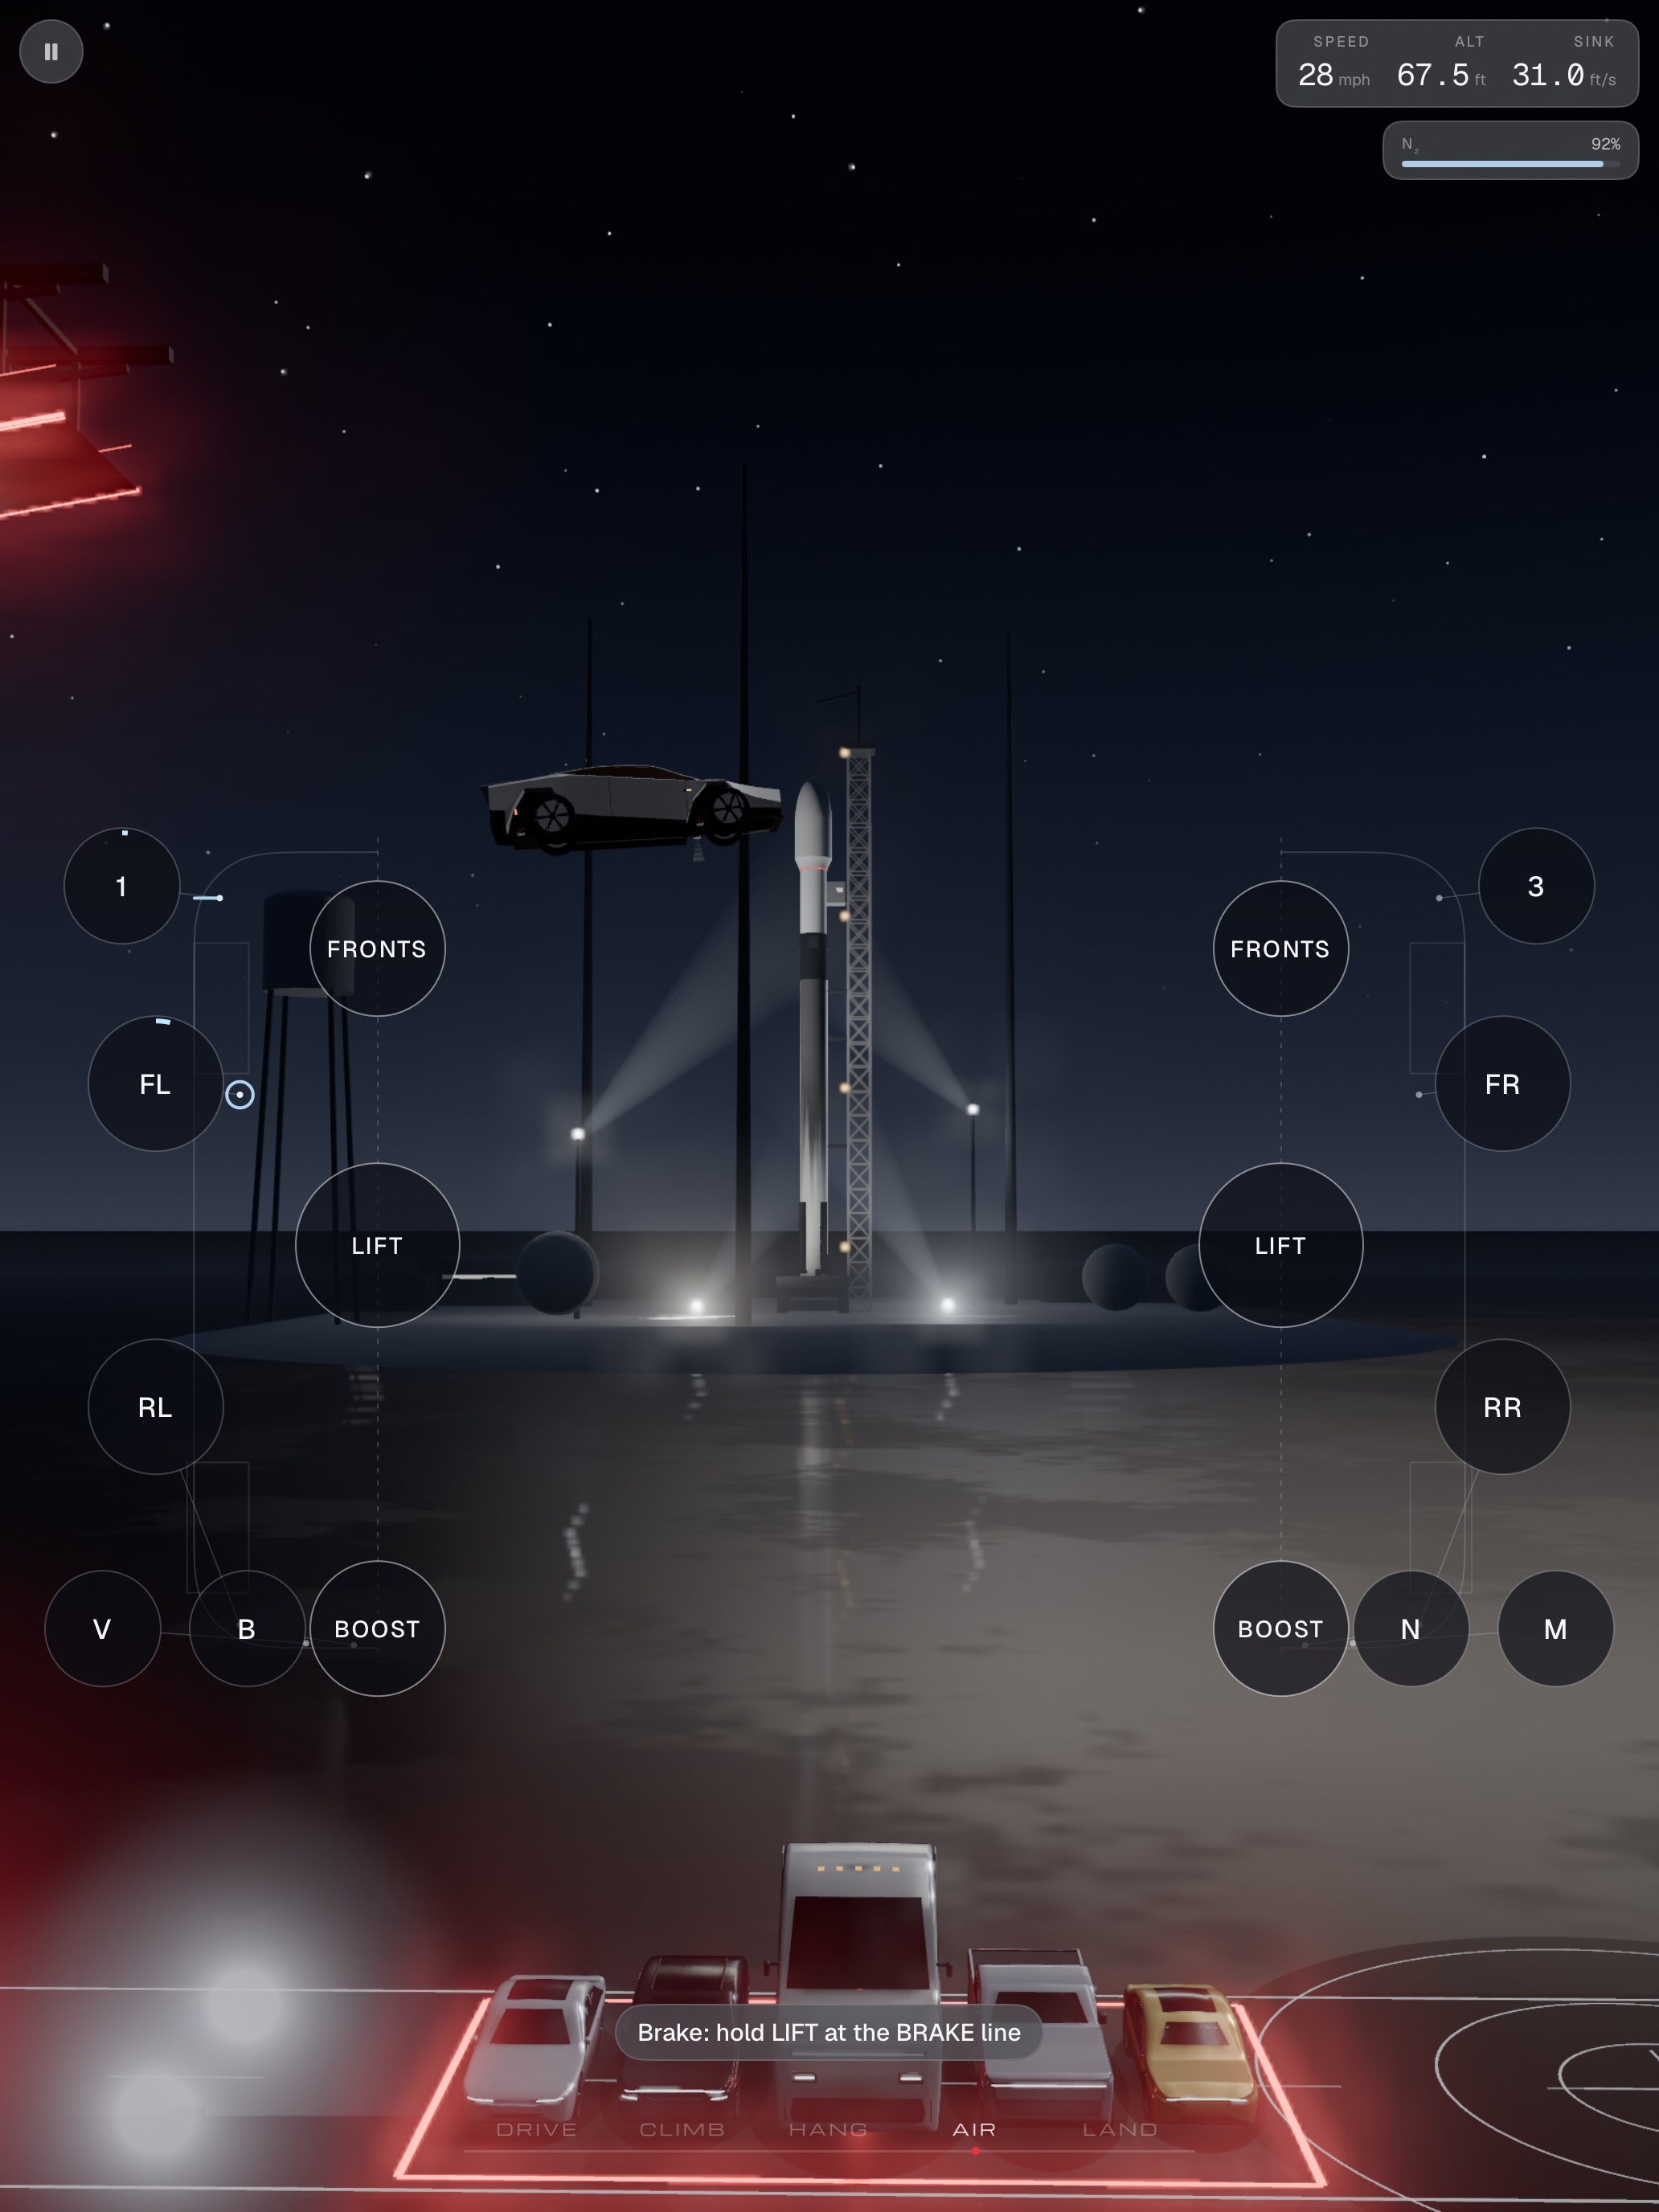 SPEED ALT SINK
28 mph 67.5 ft 31.0 ft/s
N₂ 92%
1
3
FRONTS
FRONTS
FL
FR
LIFT
LIFT
RL
RR
V
B
BOOST
BOOST
N
M
Brake: hold LIFT at the BRAKE line
DRIVE CLIMB HANG AIR LAND